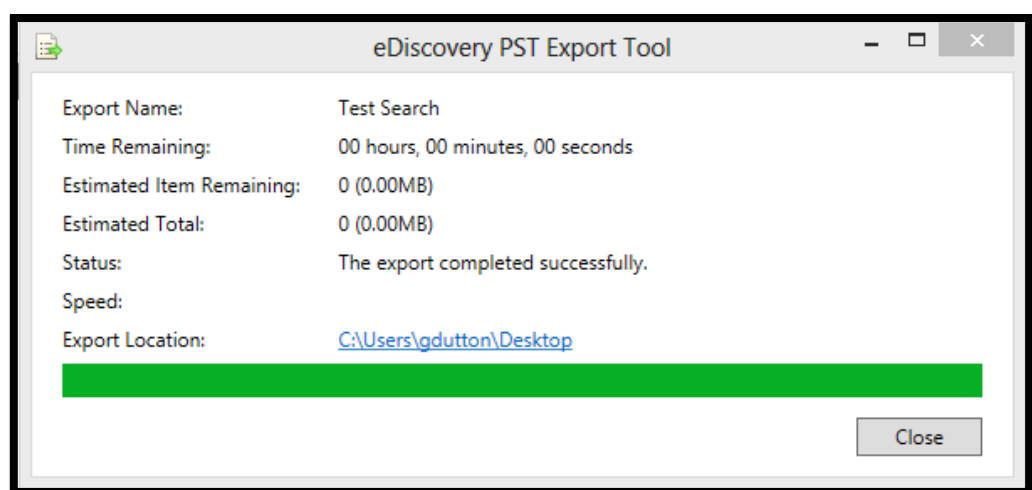 eDiscovery PST Export Tool
Export Name: Test Search
Time Remaining: 00 hours, 00 minutes, 00 seconds
Estimated Item Remaining: 0 (0.00MB)
Estimated Total: 0 (0.00MB)
Status: The export completed successfully.
Speed:
Export Location: C:\Users\gdutton\Desktop
Close